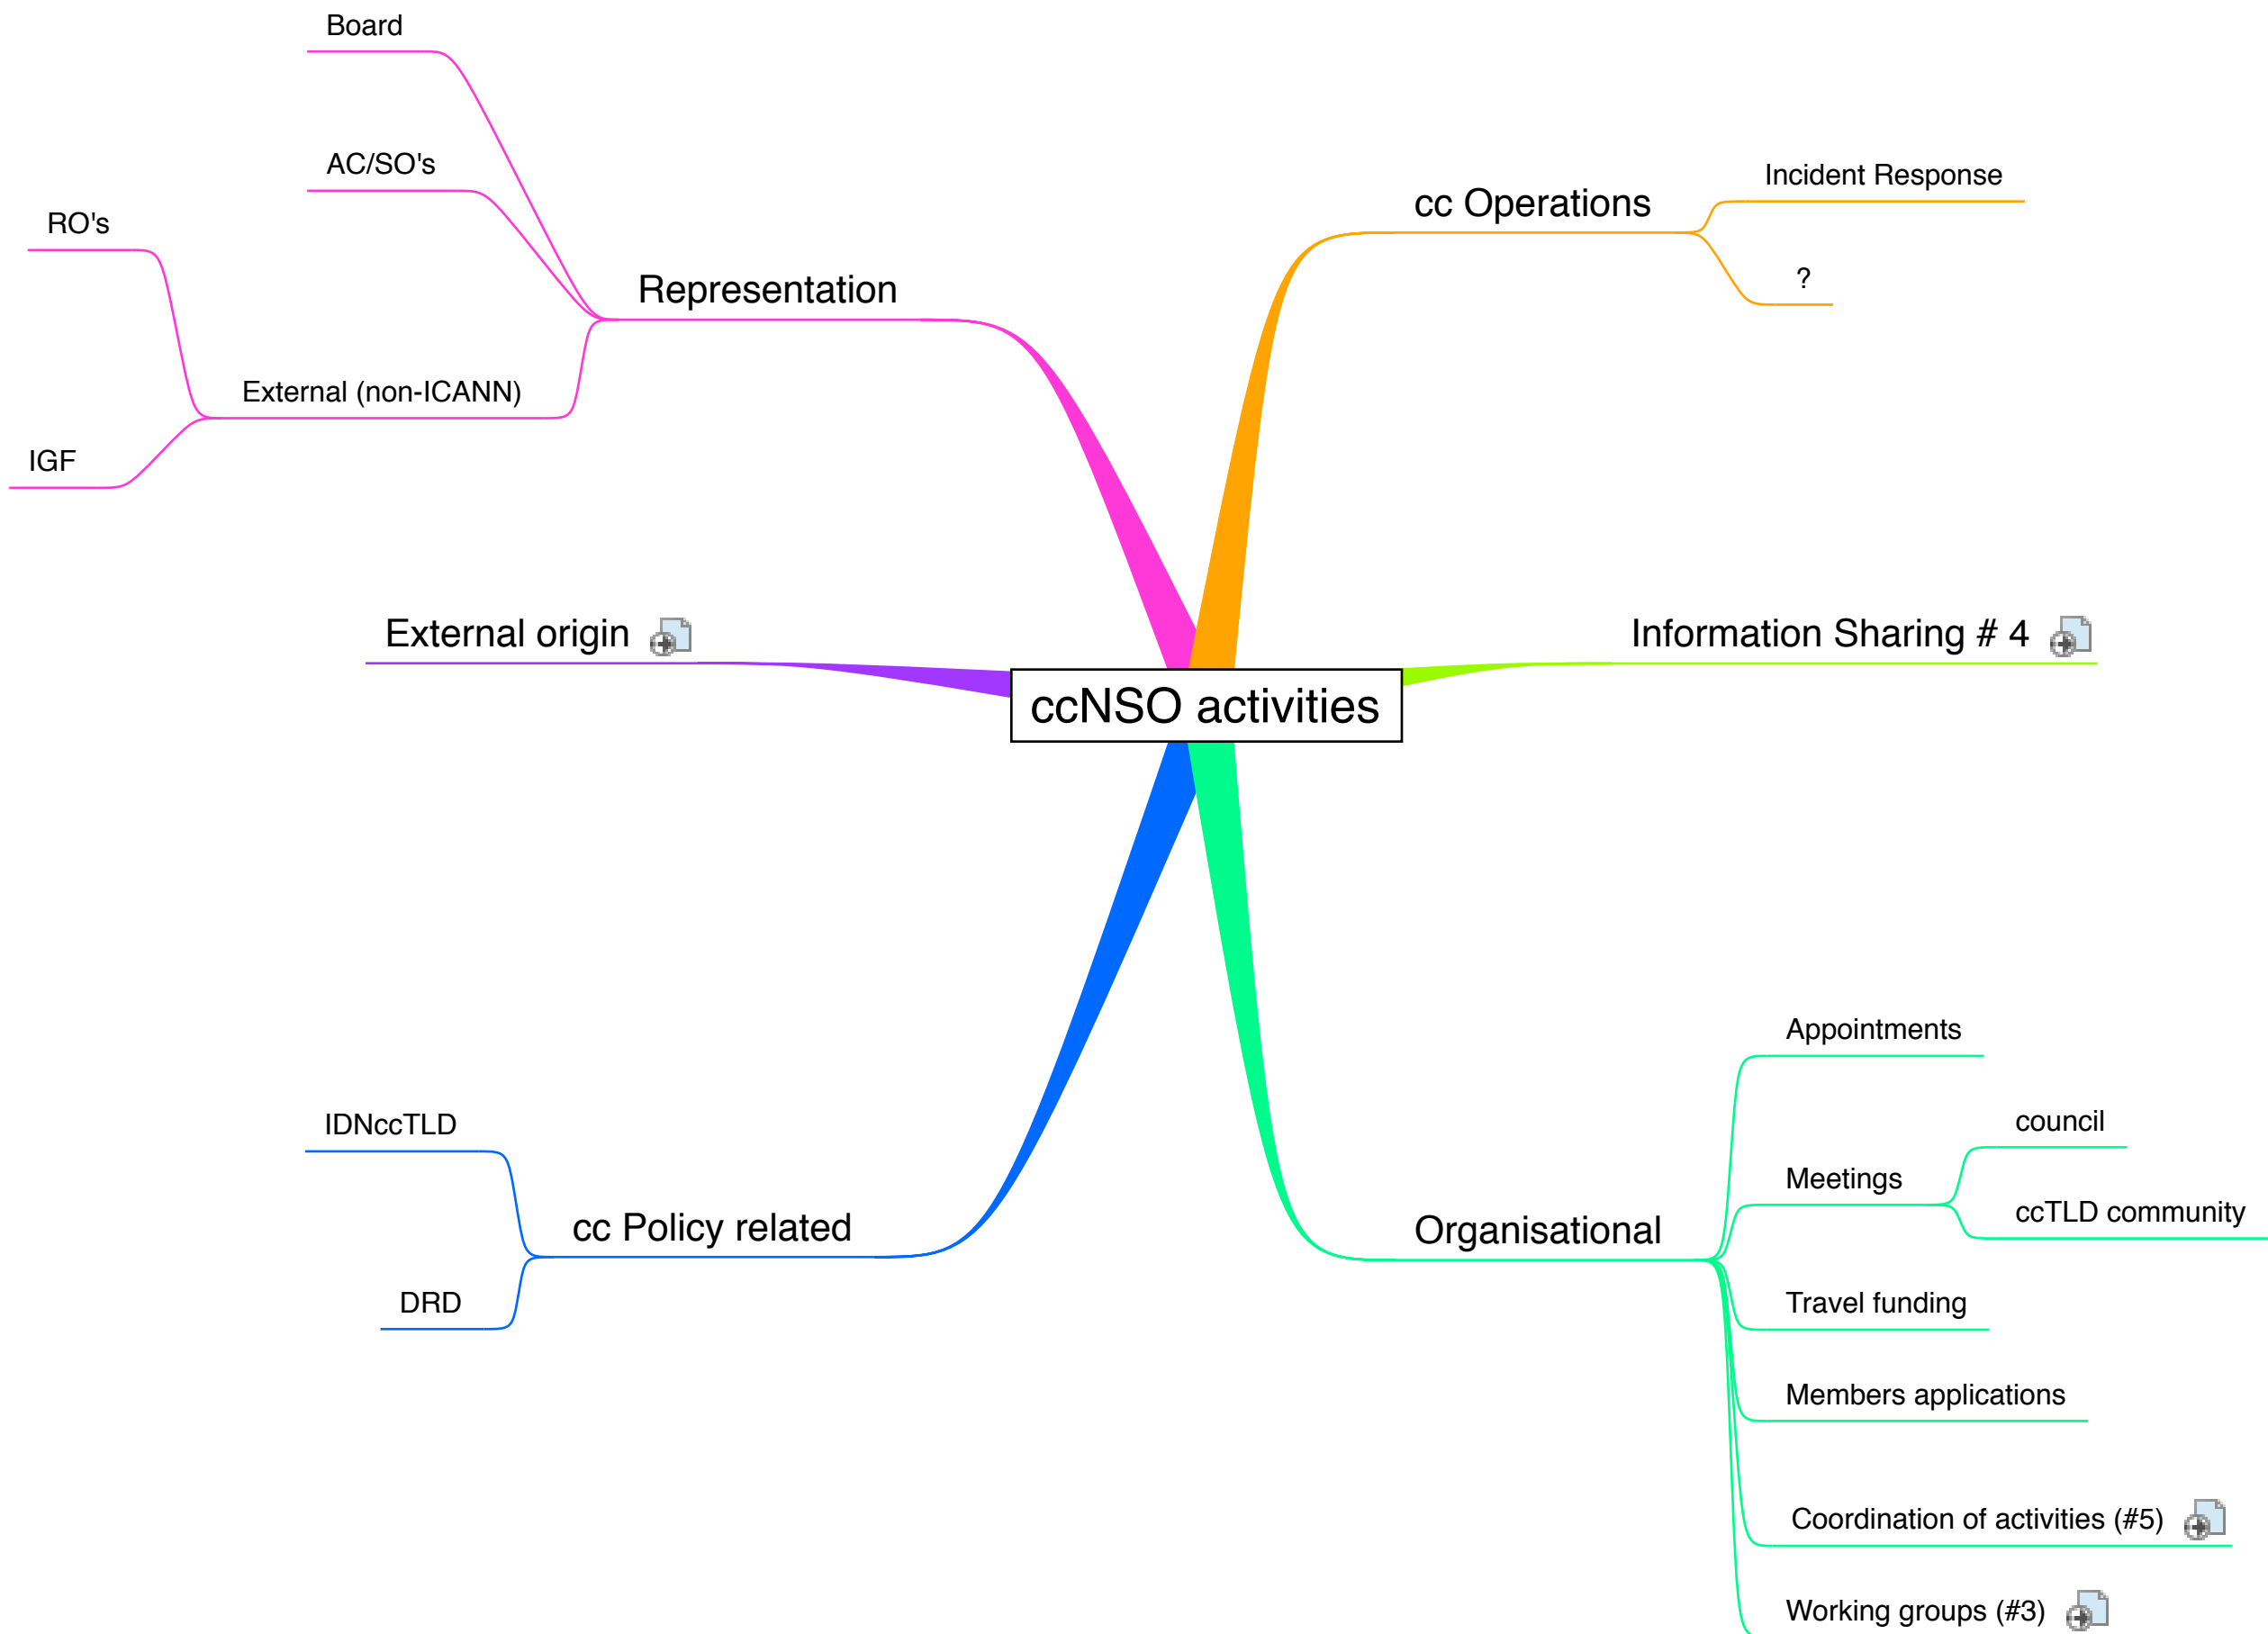 Board
AC/SO's
RO's
Representation
External (non-ICANN)
IGF
External origin
cc Operations
Incident Response
?
Information Sharing # 4
ccNSO activities
IDNccTLD
cc Policy related
DRD
Organisational
Appointments
Meetings
council
ccTLD community
Travel funding
Members applications
Coordination of activities (#5)
Working groups (#3)